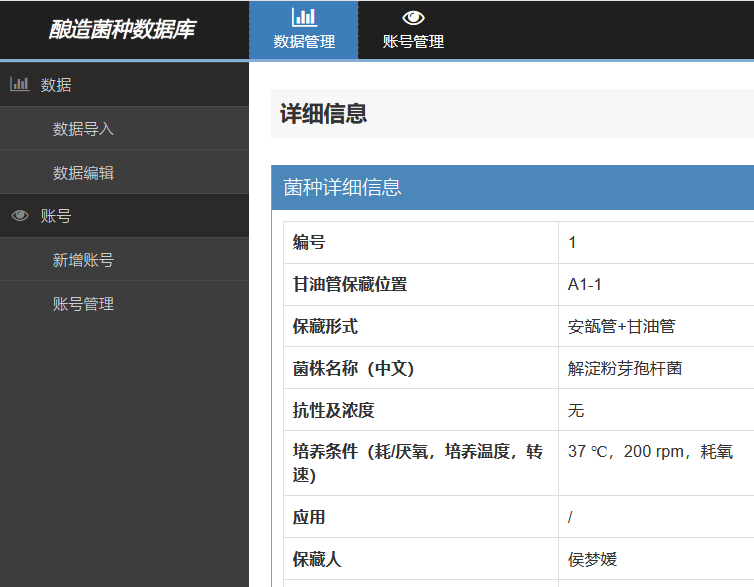 酿造菌种数据库
数据管理
账号管理
数据
数据导入
数据编辑
账号
新增账号
账号管理
详细信息
菌种详细信息
编号 1
甘油管保藏位置 A1-1
保藏形式 安瓿管+甘油管
菌株名称（中文） 解淀粉芽孢杆菌
抗性及浓度 无
培养条件（耗/厌氧，培养温度，转 37 ℃，200 rpm，耗氧
速）
应用 /
保藏人 侯梦媛